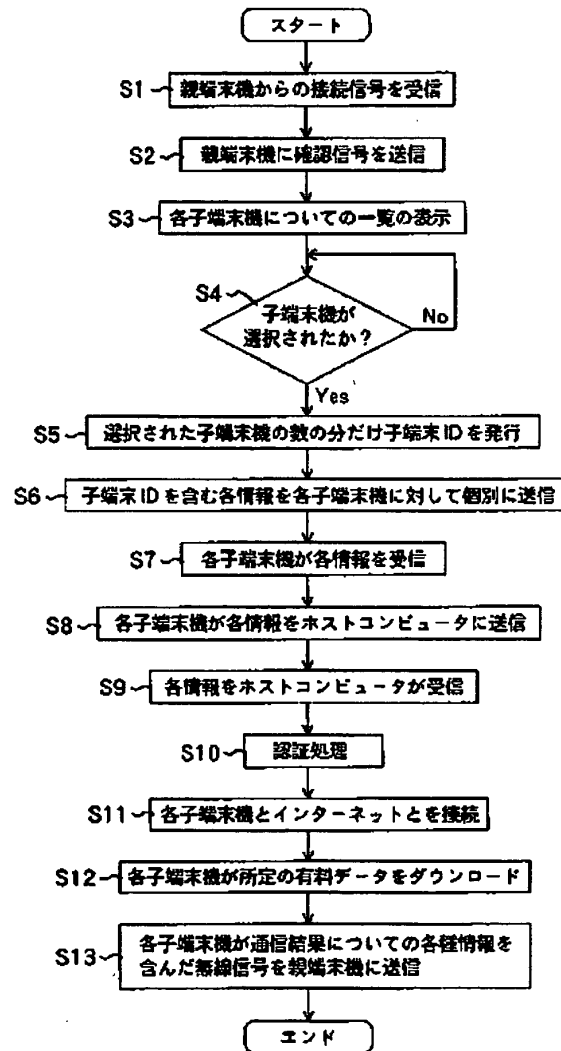 スタート
S1 親端末機からの接続信号を受信
S2 親端末機に確認信号を送信
S3 各子端末機についての一覧の表示
S4
子端末機が
選択されたか？
No
Yes
S5 選択された子端末機の数の分だけ子端末IDを発行
S6 子端末IDを含む各情報を各子端末機に対して個別に送信
S7 各子端末機が各情報を受信
S8 各子端末機が各情報をホストコンピュータに送信
S9 各情報をホストコンピュータが受信
S10 認証処理
S11 各子端末機とインターネットとを接続
S12 各子端末機が所定の有料データをダウンロード
S13 各子端末機が通信結果についての各種情報を
含んだ無線信号を親端末機に送信
エンド